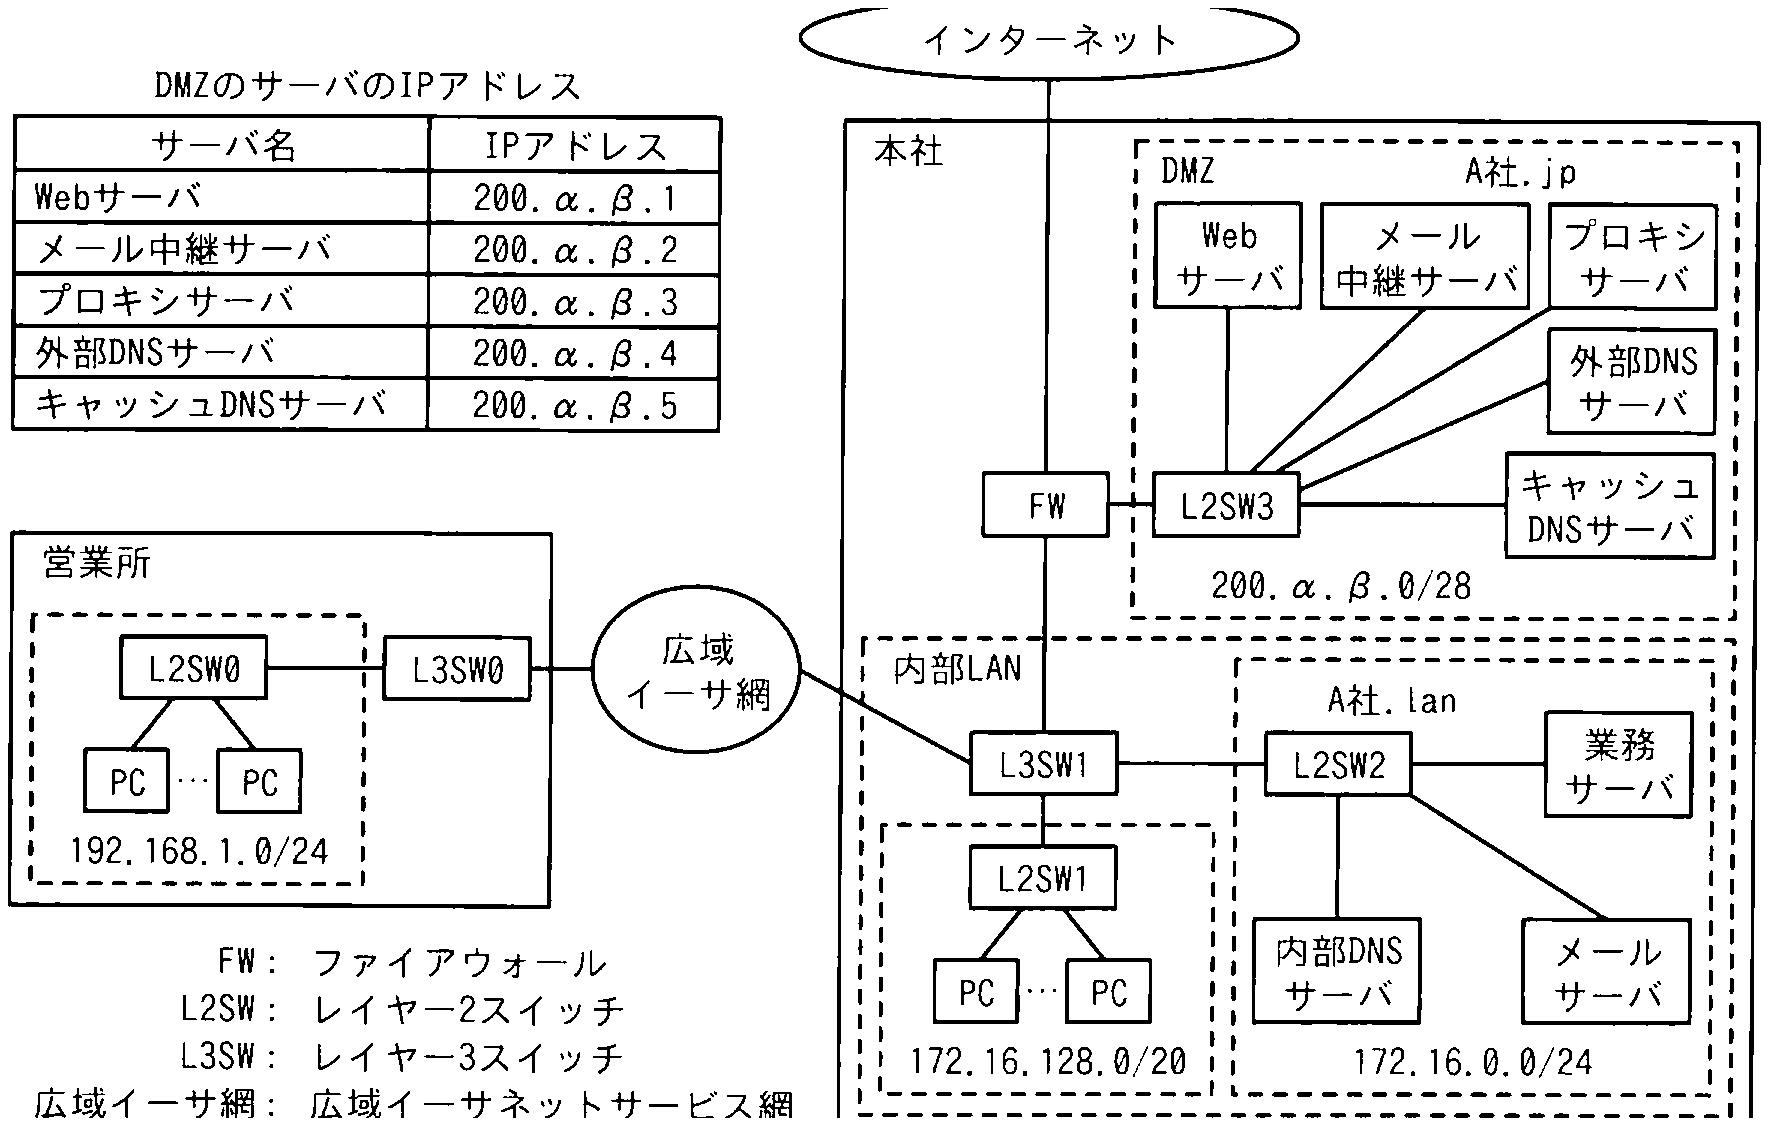 インターネット
DMZのサーバのIPアドレス
サーバ名 IPアドレス
Webサーバ 200.α.β.1
メール中継サーバ 200.α.β.2
プロキシサーバ 200.α.β.3
外部DNSサーバ 200.α.β.4
キャッシュDNSサーバ 200.α.β.5
本社
DMZ A社.jp
Web
サーバ
メール
中継サーバ
プロキシ
サーバ
外部DNS
サーバ
キャッシュ
DNSサーバ
FW
L2SW3
200.α.β.0/28
営業所
L2SW0
L3SW0
PC … PC
192.168.1.0/24
広域
イーサ網
内部LAN
A社.lan
L3SW1
L2SW2
業務
サーバ
L2SW1
PC … PC
172.16.128.0/20
内部DNS
サーバ
メール
サーバ
172.16.0.0/24
FW: ファイアウォール
L2SW: レイヤー2スイッチ
L3SW: レイヤー3スイッチ
広域イーサ網: 広域イーサネットサービス網